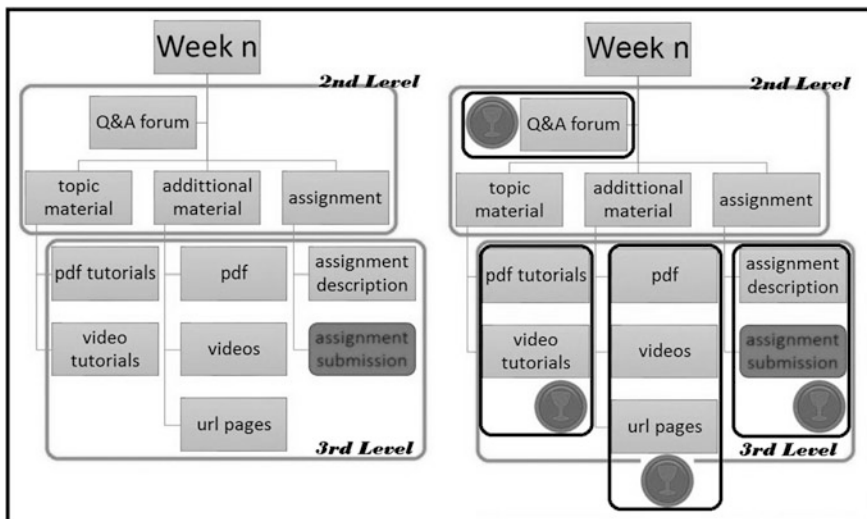 Week n
2nd Level
Q&A forum
topic
material
addittional
material
assignment
pdf tutorials
pdf
assignment
description
video
tutorials
videos
assignment
submission
url pages
3rd Level
Week n
2nd Level
Q&A forum
topic
material
addittional
material
assignment
pdf tutorials
pdf
assignment
description
video
tutorials
videos
assignment
submission
url pages
3rd Level